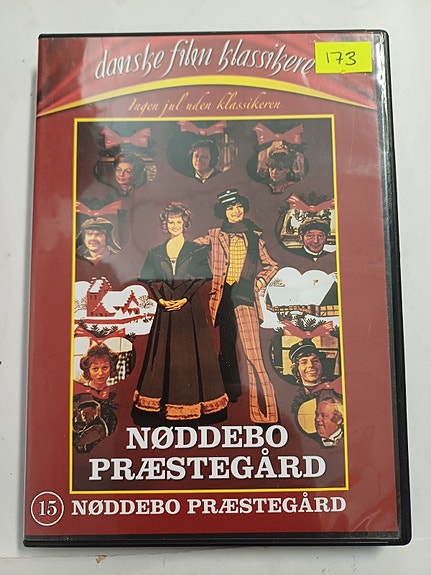 danske film klassikere
173
Ingen jul uden klassikeren
NØDDEBO
PRÆSTEGÅRD
15 NØDDEBO PRÆSTEGÅRD